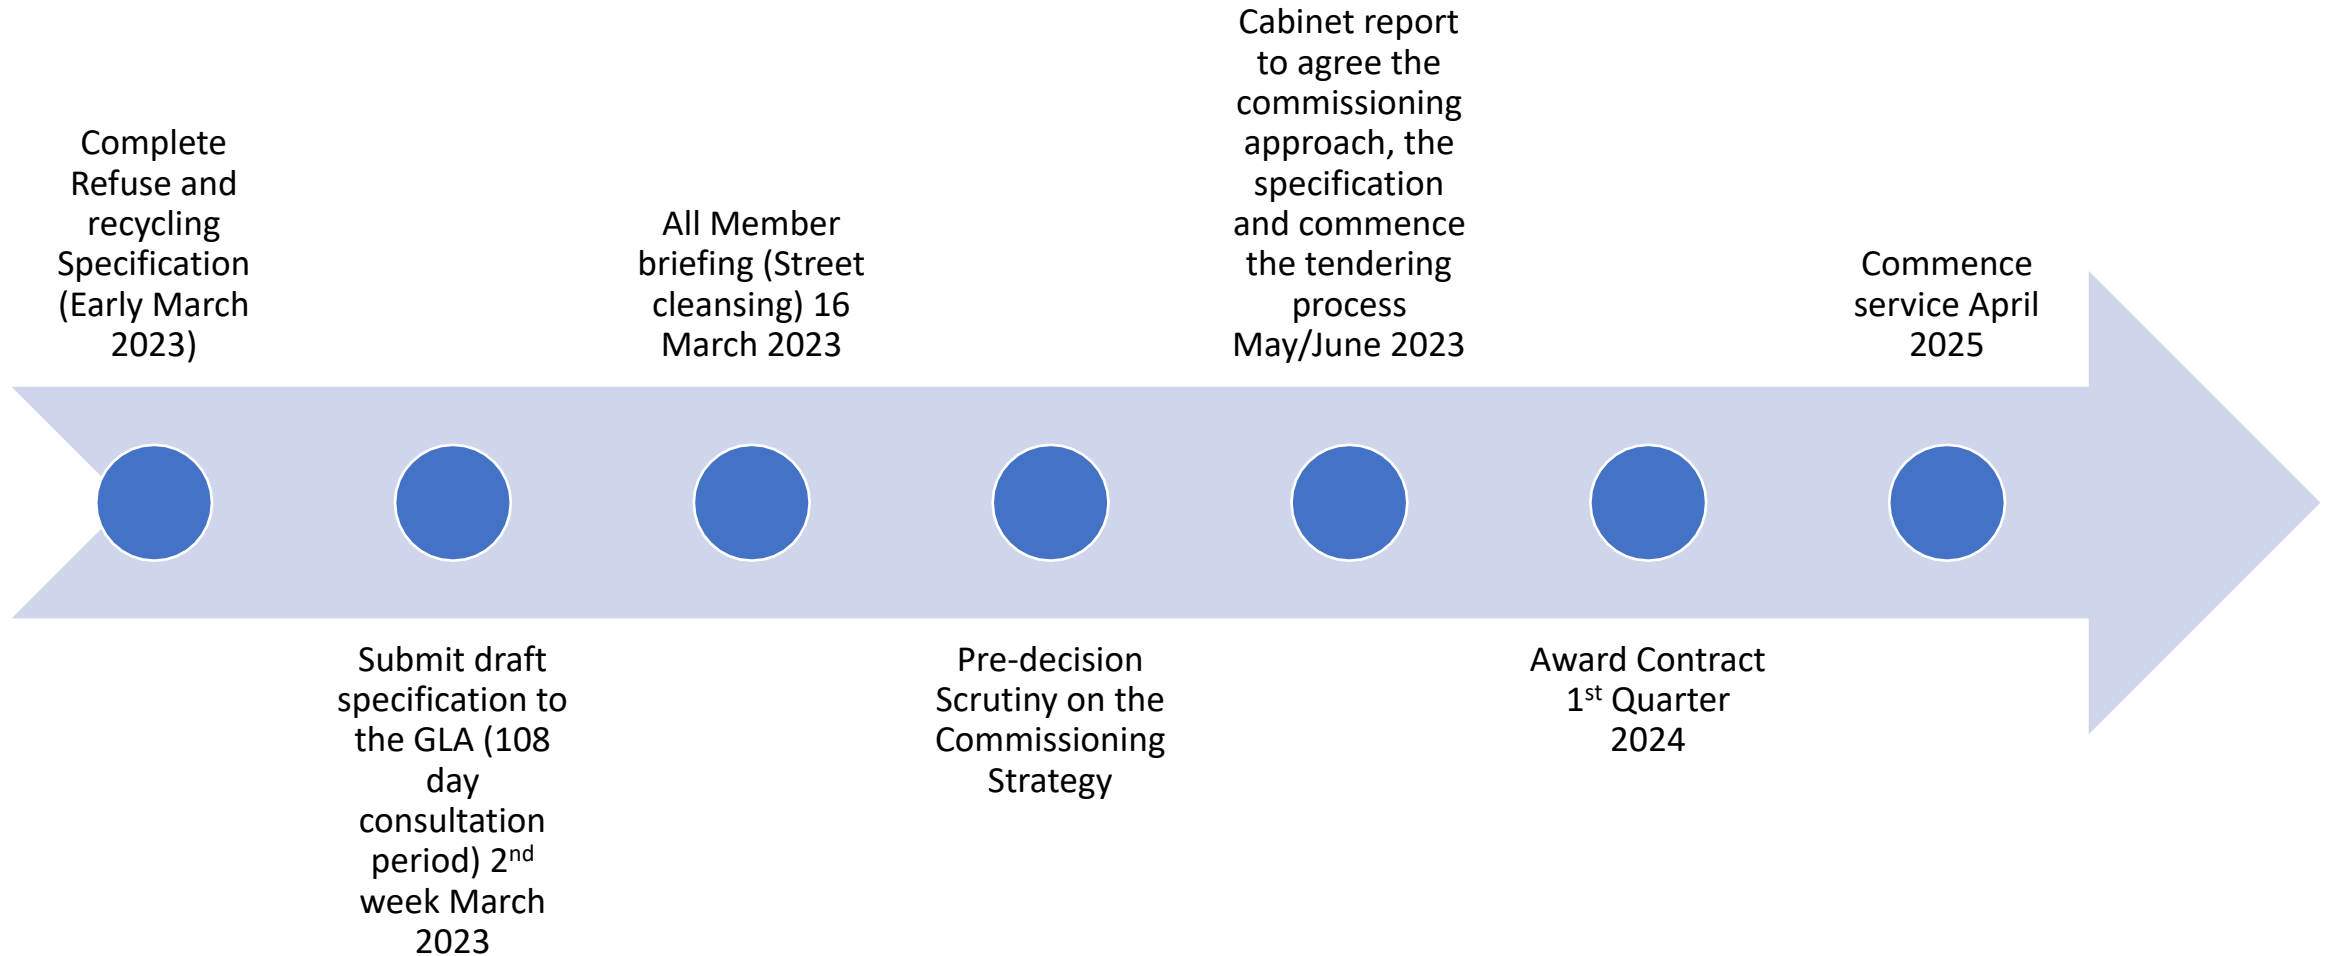 Complete
Refuse and
recycling
Specification
(Early March
2023)
Submit draft
specification to
the GLA (108
day
consultation
period) 2nd
week March
2023
All Member
briefing (Street
cleansing) 16
March 2023
Pre-decision
Scrutiny on the
Commissioning
Strategy
Cabinet report
to agree the
commissioning
approach, the
specification
and commence
the tendering
process
May/June 2023
Award Contract
1st Quarter
2024
Commence
service April
2025